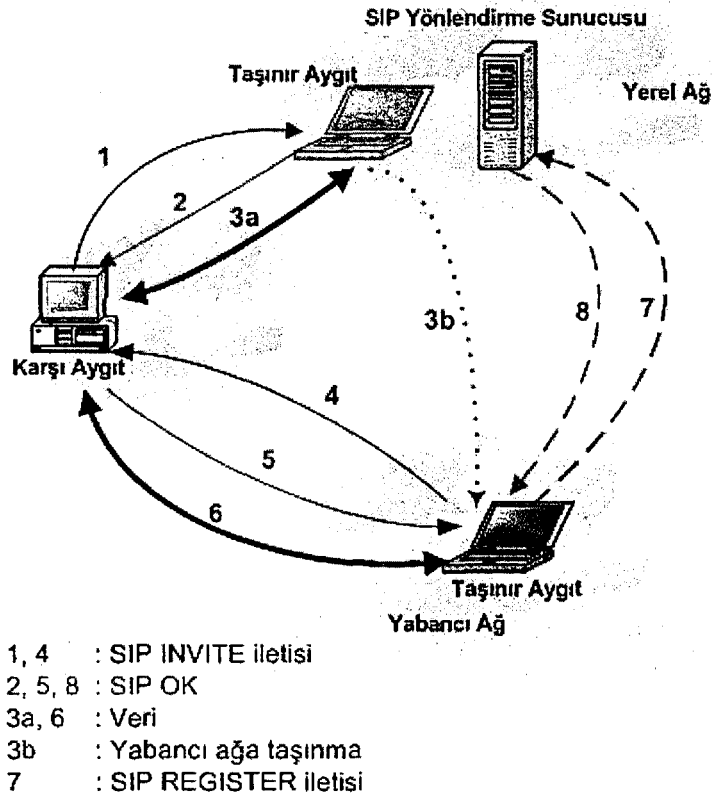 SIP Yönlendirme Sunucusu
Taşınır Aygıt
Yerel Ağ
1
2
3a
3b
8
7
Karşı Aygıt
4
5
6
Taşınır Aygıt
Yabancı Ağ
1, 4 : SIP INVITE iletisi
2, 5, 8 : SIP OK
3a, 6 : Veri
3b : Yabancı ağa taşınma
7 : SIP REGISTER iletisi